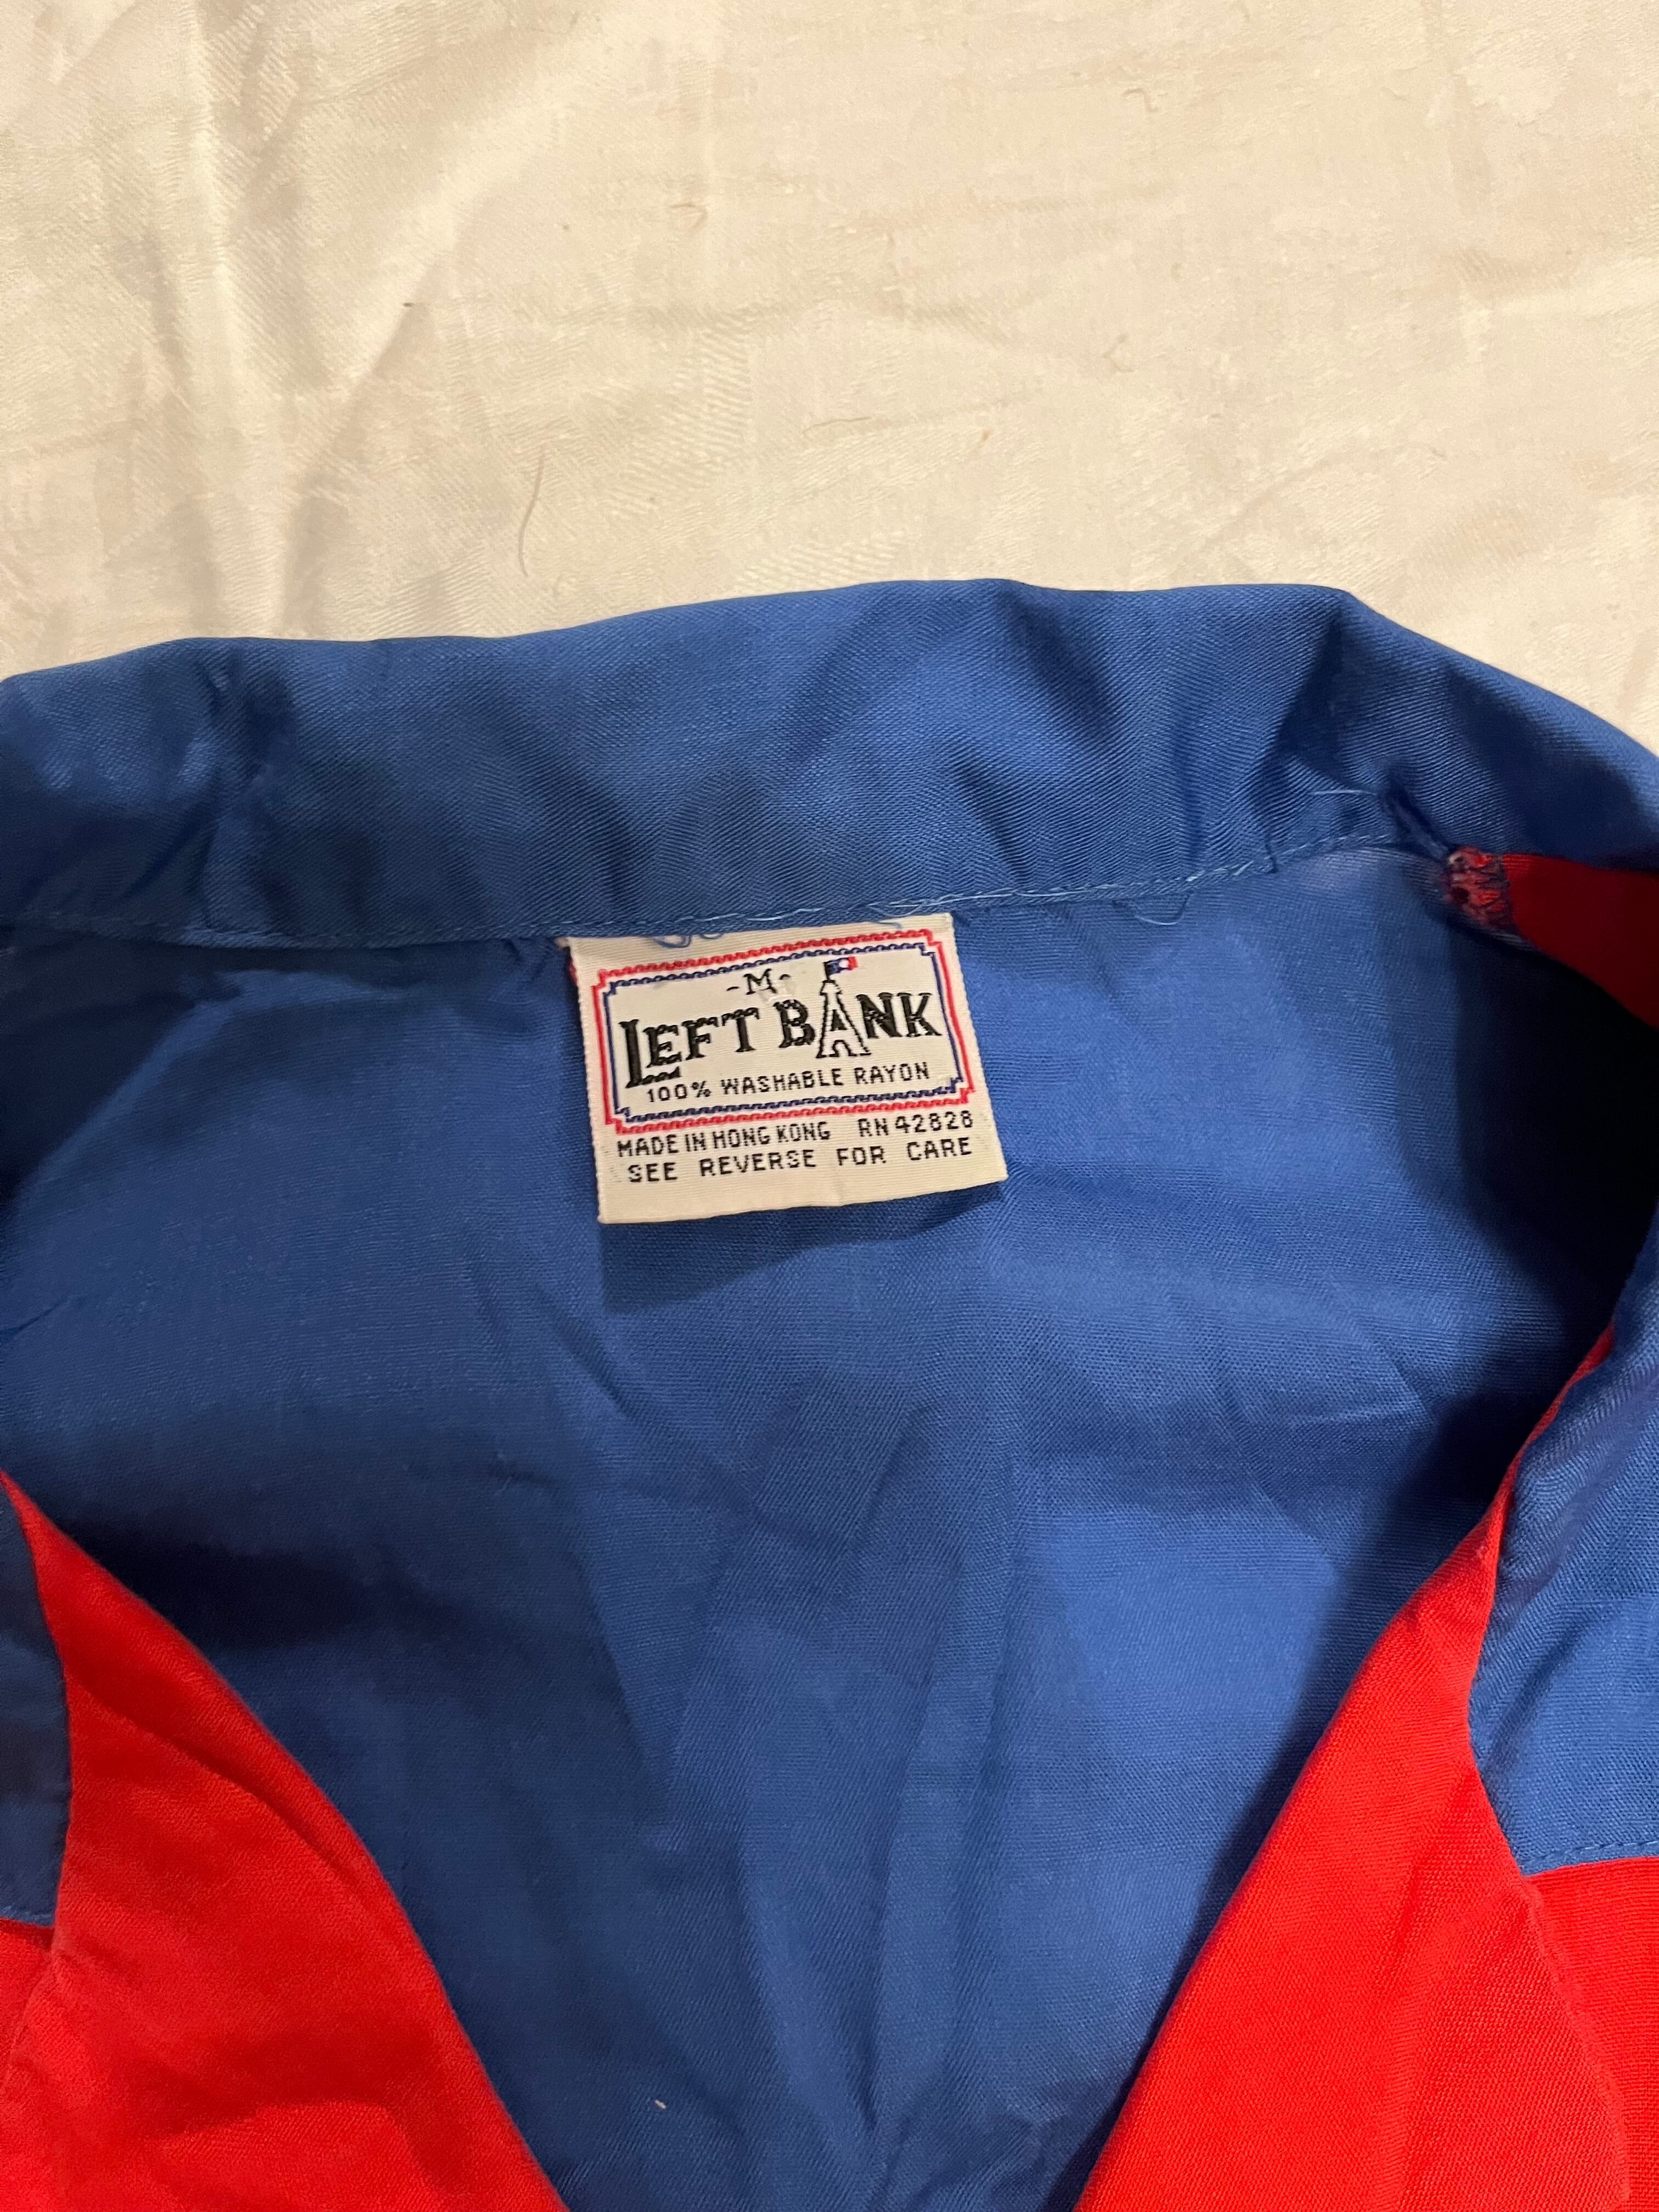 -M-
LEFT BANK
100% WASHABLE RAYON
MADE IN HONG KONG RN 42828
SEE REVERSE FOR CARE